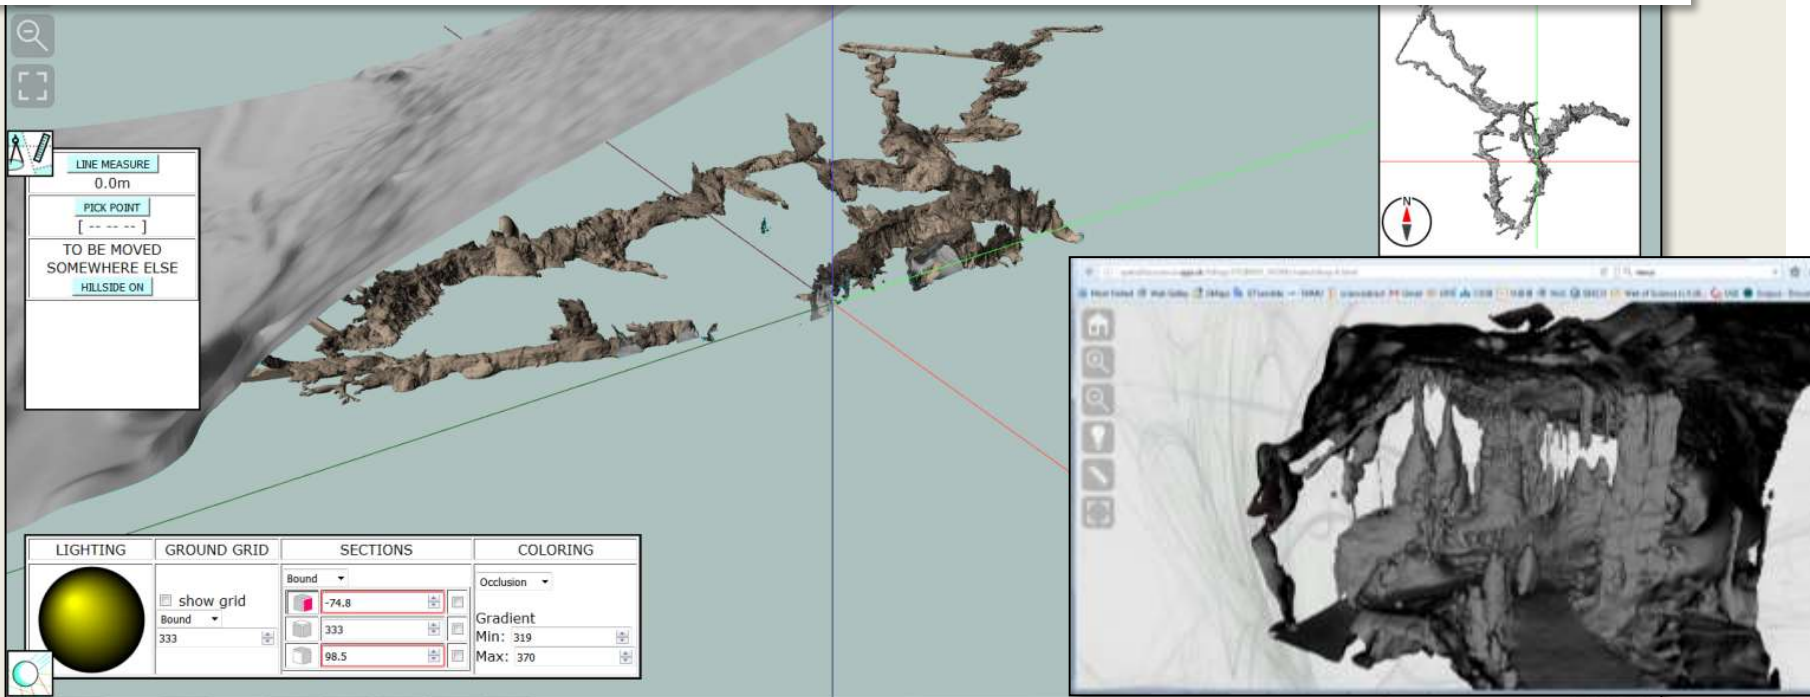 N
LINE MEASURE
0.0m
PICK POINT
[ -- -- -- ]
TO BE MOVED
SOMEWHERE ELSE
HILLSIDE ON
LIGHTING
GROUND GRID
SECTIONS
COLORING
show grid
Bound
333
Bound
-74.8
333
98.5
Occlusion
Gradient
Min: 319
Max: 370